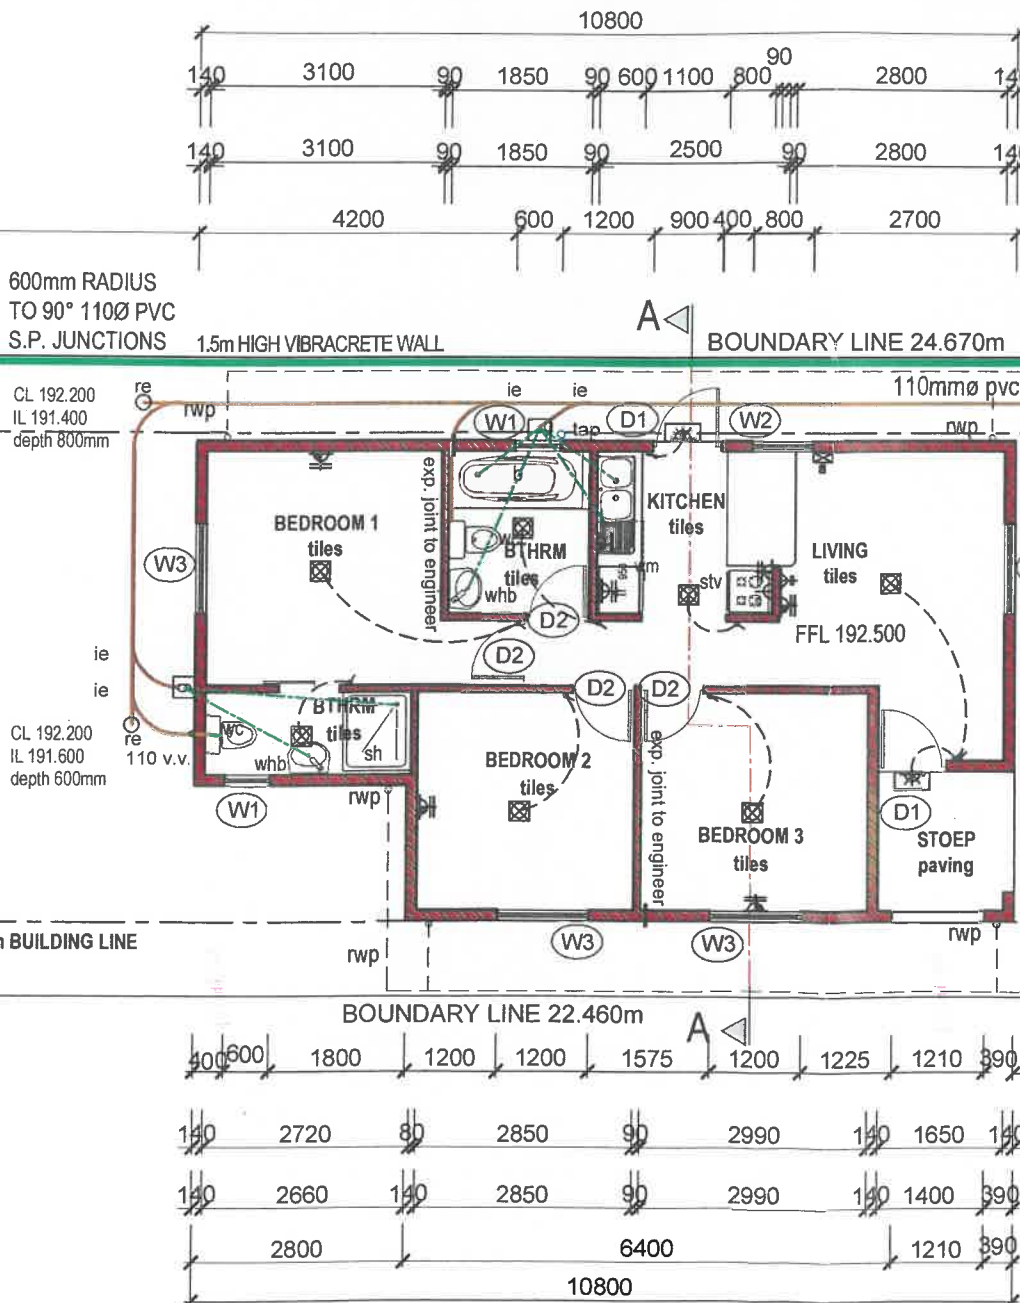 10800
140 3100 90 1850 90 600 1100 800 90 2800 140
140 3100 90 1850 90 2500 90 2800 140
4200 600 1200 900 400 800 2700
600mm RADIUS
TO 90° 110Ø PVC
S.P. JUNCTIONS
1.5m HIGH VIBRACRETE WALL
A
BOUNDARY LINE 24.670m
CL 192.200
IL 191.400
depth 800mm
re
rwp
ie
ie
110mmø pvc
W1
tap
D1
W2
rwp
BEDROOM 1
tiles
exp. joint to engineer
W3
BTHRM
tiles
whb
KITCHEN
tiles
stv
LIVING
tiles
FFL 192.500
D2
D2
D2
D2
ie
ie
CL 192.200
IL 191.600
depth 600mm
re
110 v.v.
wc
BTHRM
tiles
whb
sh
W1
rwp
BEDROOM 2
tiles
exp. joint to engineer
BEDROOM 3
tiles
D1
STOEP
paving
BUILDING LINE
rwp
W3
W3
rwp
BOUNDARY LINE 22.460m
A
400 600 1800 1200 1200 1575 1200 1225 1210 390
140 2720 80 2850 90 2990 140 1650 140
140 2660 140 2850 90 2990 140 1400 390
2800 6400 1210 390
10800